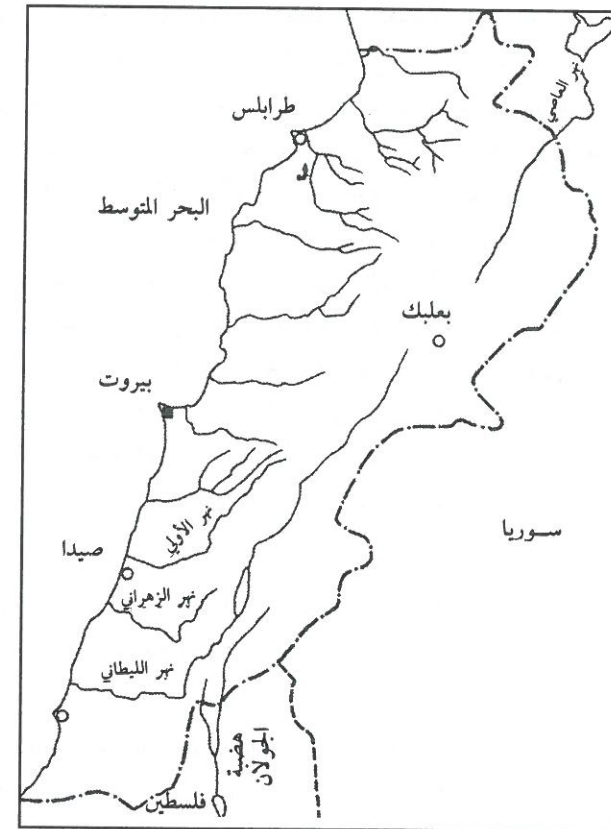 نهر العاصي
طرابلس
البحر المتوسط
بعلبك
بيروت
سوريا
نهر الأولي
صيدا
نهر الزهراني
نهر الليطاني
هضبة
الجولان
فلسطين